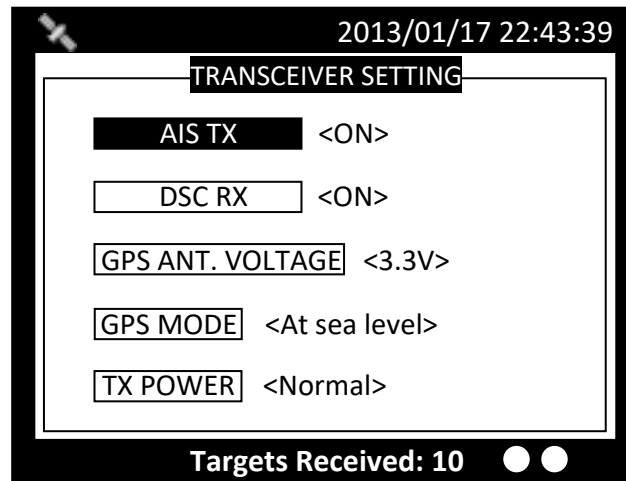 2013/01/17 22:43:39
TRANSCEIVER SETTING
AIS TX <ON>
DSC RX <ON>
GPS ANT. VOLTAGE <3.3V>
GPS MODE <At sea level>
TX POWER <Normal>
Targets Received: 10